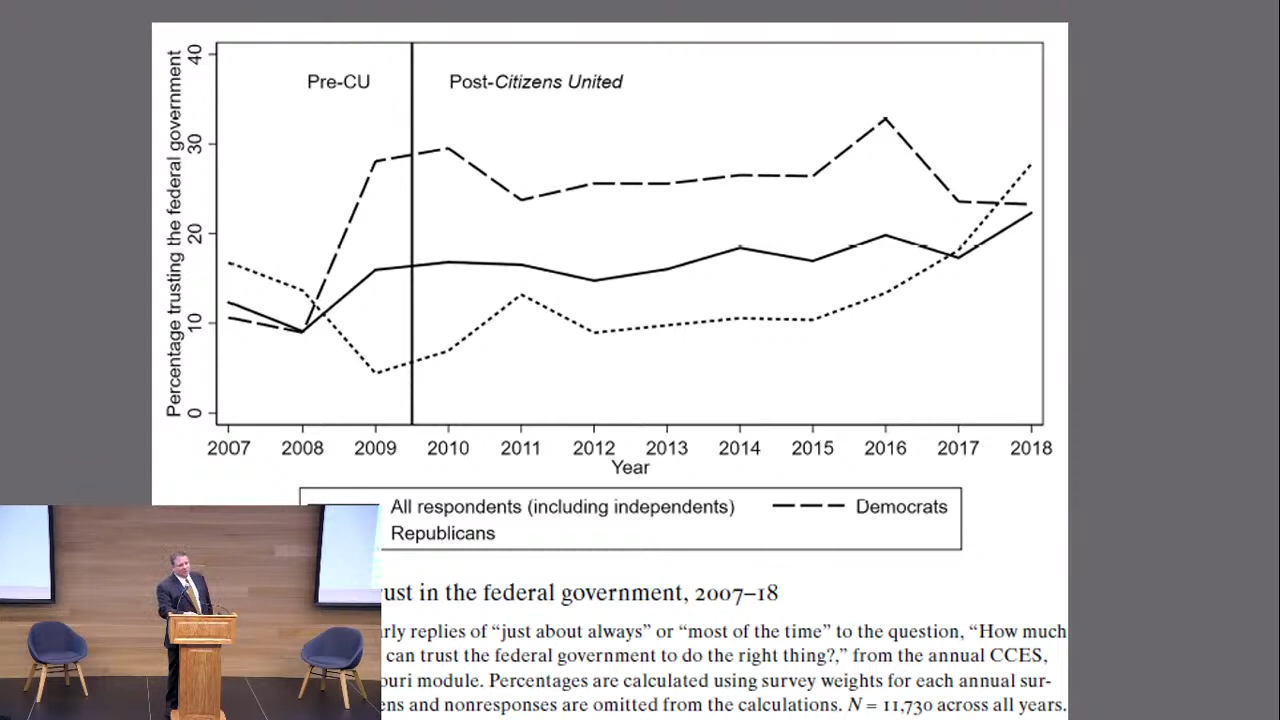 Percentage trusting the federal government
40
30
20
10
0
Pre-CU
Post-Citizens United
2007 2008 2009 2010 2011 2012 2013 2014 2015 2016 2017 2018
Year
All respondents (including independents) Democrats
Republicans
in the federal government, 2007–18
replies of “just about always” or “most of the time” to the question, “How much
can trust the federal government to do the right thing?,” from the annual CCES,
module. Percentages are calculated using survey weights for each annual sur-
and nonresponses are omitted from the calculations. N = 11,730 across all years.